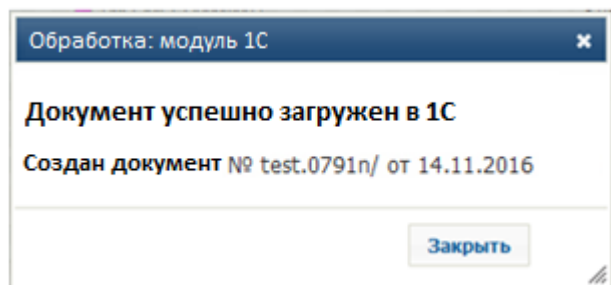 Обработка: модуль 1С
Документ успешно загружен в 1С
Создан документ № test.0791n/ от 14.11.2016
Закрыть